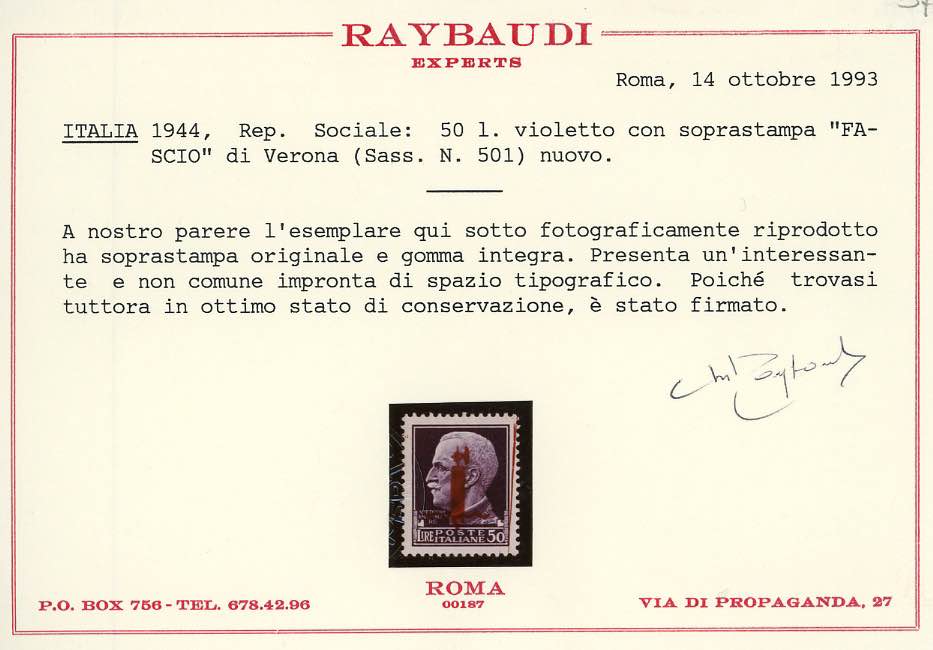 RAYBAUDI
EXPERTS
Roma, 14 ottobre 1993
ITALIA 1944, Rep. Sociale: 50 l. violetto con soprastampa "FA-
SCIO" di Verona (Sass. N. 501) nuovo.
A nostro parere l'esemplare qui sotto fotograficamente riprodotto
ha soprastampa originale e gomma integra. Presenta un'interessan-
te e non comune impronta di spazio tipografico. Poiché trovasi
tuttora in ottimo stato di conservazione, è stato firmato.
LIRE POSTE ITALIANE 50
ROMA
00187
P.O. BOX 756 - TEL. 678.42.96
VIA DI PROPAGANDA, 27